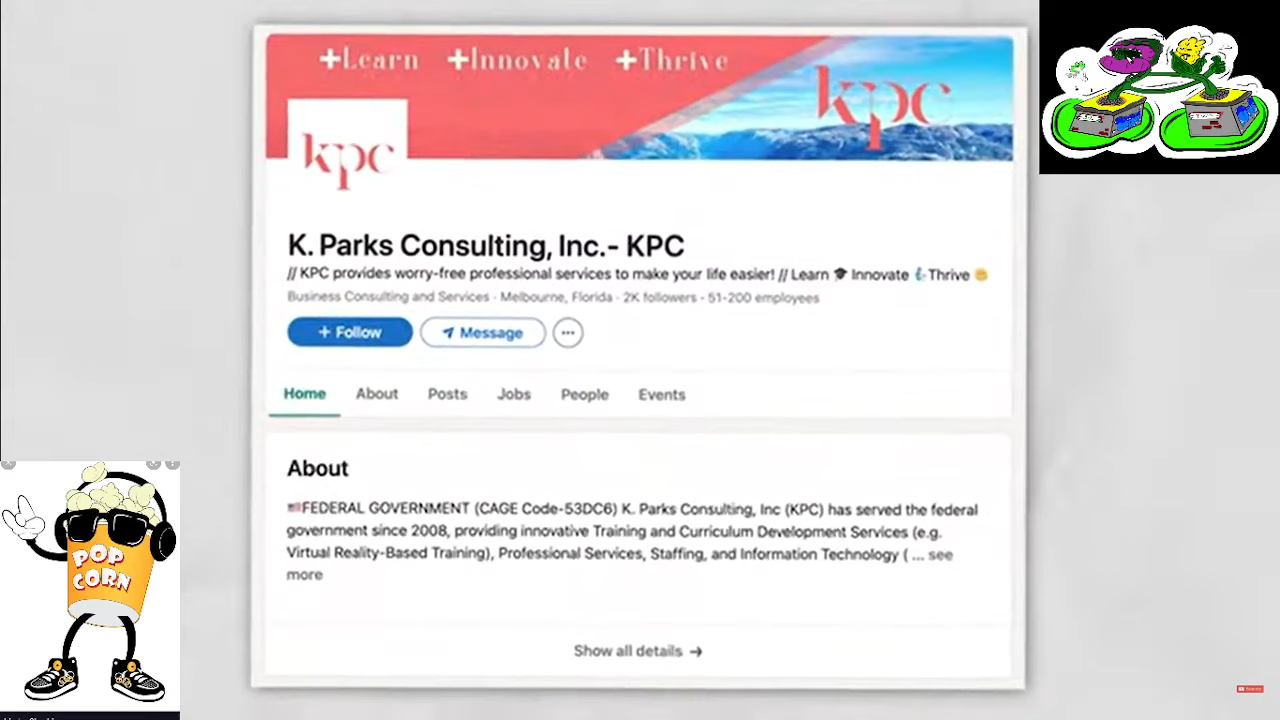 +Learn +Innovate +Thrive
kpc
kpc
K. Parks Consulting, Inc.- KPC
// KPC provides worry-free professional services to make your life easier! // Learn 🎓 Innovate Thrive ✊
Business Consulting and Services · Melbourne, Florida · 2K followers · 51-200 employees
+ Follow
Message
Home About Posts Jobs People Events
About
🇺🇸FEDERAL GOVERNMENT (CAGE Code-53DC6) K. Parks Consulting, Inc (KPC) has served the federal
government since 2008, providing innovative Training and Curriculum Development Services (e.g.
Virtual Reality-Based Training), Professional Services, Staffing, and Information Technology ( ... see
more
Show all details →
POP
CORN